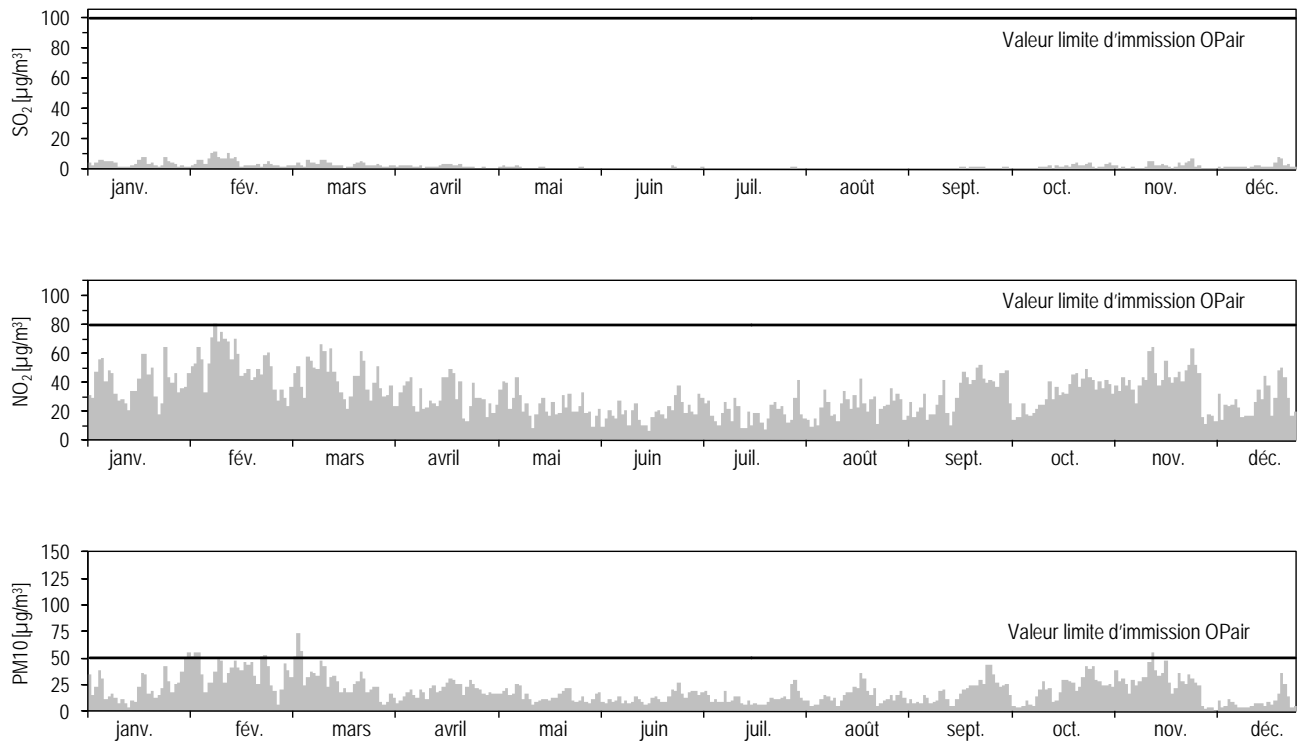 100
80
60
40
20
0
SO₂ [µg/m³]
Valeur limite d'immission OPair
janv. fév. mars avril mai juin juil. août sept. oct. nov. déc.
100
80
60
40
20
0
NO₂ [µg/m³]
Valeur limite d'immission OPair
janv. fév. mars avril mai juin juil. août sept. oct. nov. déc.
150
125
100
75
50
25
0
PM10 [µg/m³]
Valeur limite d'immission OPair
janv. fév. mars avril mai juin juil. août sept. oct. nov. déc.